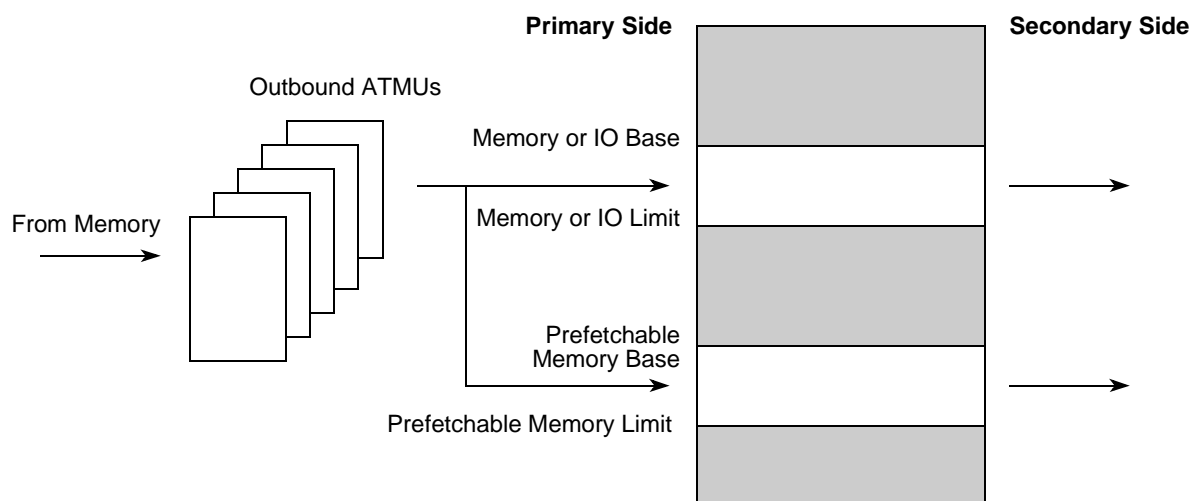 Primary Side
Secondary Side
Outbound ATMUs
Memory or IO Base
From Memory
Memory or IO Limit
Prefetchable
Memory Base
Prefetchable Memory Limit